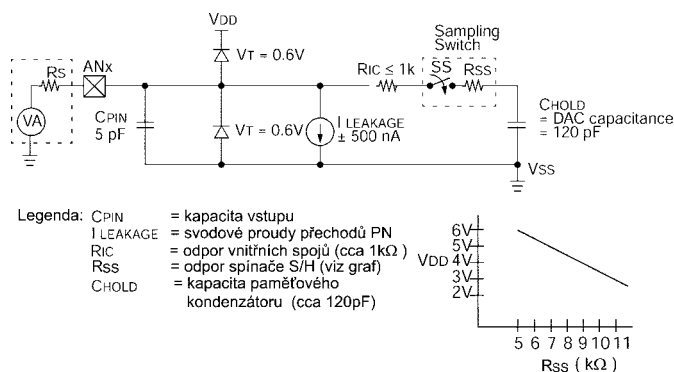 VDD
Sampling
Switch
RS
ANx
VT = 0.6V
RIC ≤ 1k
SS
RSS
VA
CPIN
5 pF
VT = 0.6V
I LEAKAGE
± 500 nA
CHOLD
= DAC capacitance
= 120 pF
VSS
Legenda: CPIN = kapacita vstupu
I LEAKAGE = svodové proudy přechodů PN
RIC = odpor vnitřních spojů (cca 1kΩ )
RSS = odpor spínače S/H (viz graf)
CHOLD = kapacita paměťového
kondenzátoru (cca 120pF)
6V
5V
VDD 4V
3V
2V
5 6 7 8 9 10 11
RSS ( kΩ )